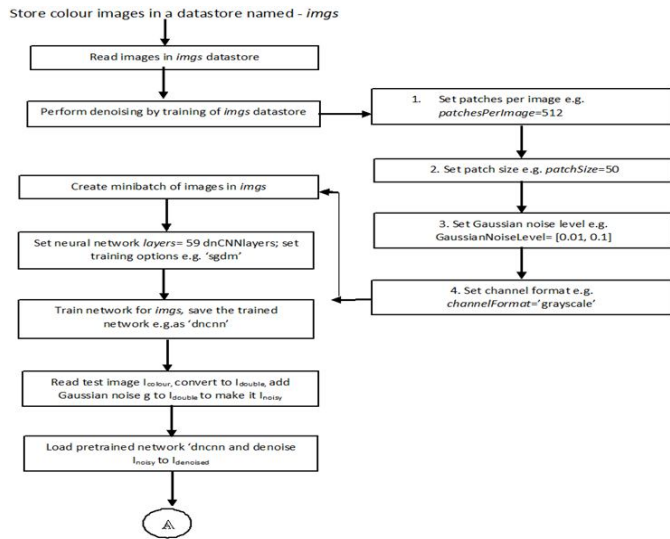 Store colour images in a datastore named - imgs
Read images in imgs datastore
Perform denoising by training of imgs datastore
1. Set patches per image e.g.
patchesPerImage=512
2. Set patch size e.g. patchSize=50
3. Set Gaussian noise level e.g.
GaussianNoiseLevel= [0.01, 0.1]
4. Set channel format e.g.
channelFormat='grayscale'
Create minibatch of images in imgs
Set neural network layers= 59 dnCNNlayers; set
training options e.g. 'sgdm'
Train network for imgs, save the trained
network e.g.as 'dncnn'
Read test image Icolour, convert to Idouble, add
Gaussian noise g to Idouble to make it Inoisy
Load pretrained network 'dncnn and denoise
Inoisy to Idenoised
A